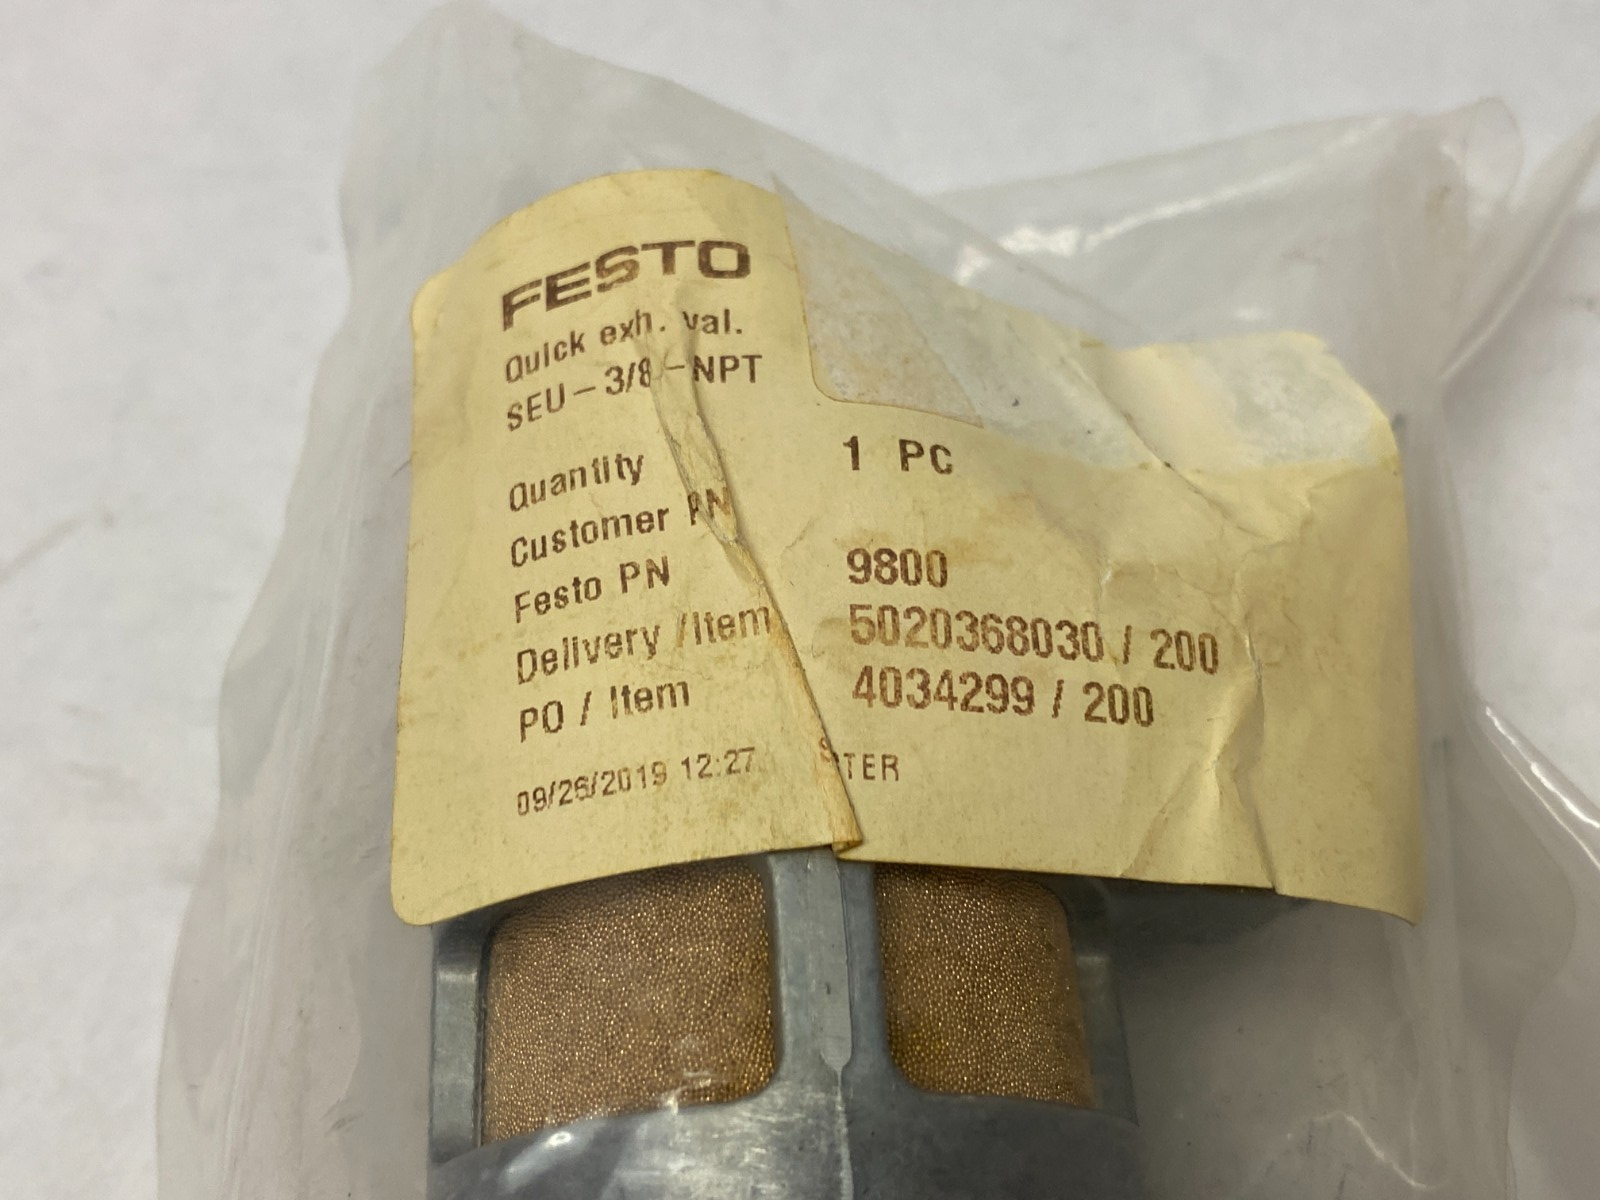 FESTO
Quick exh. val.
SEU-3/8-NPT
Quantity 1 PC
Customer PN
Festo PN 9800
Delivery /Item 5020368030 / 200
PO / Item 4034299 / 200
09/26/2019 12:27